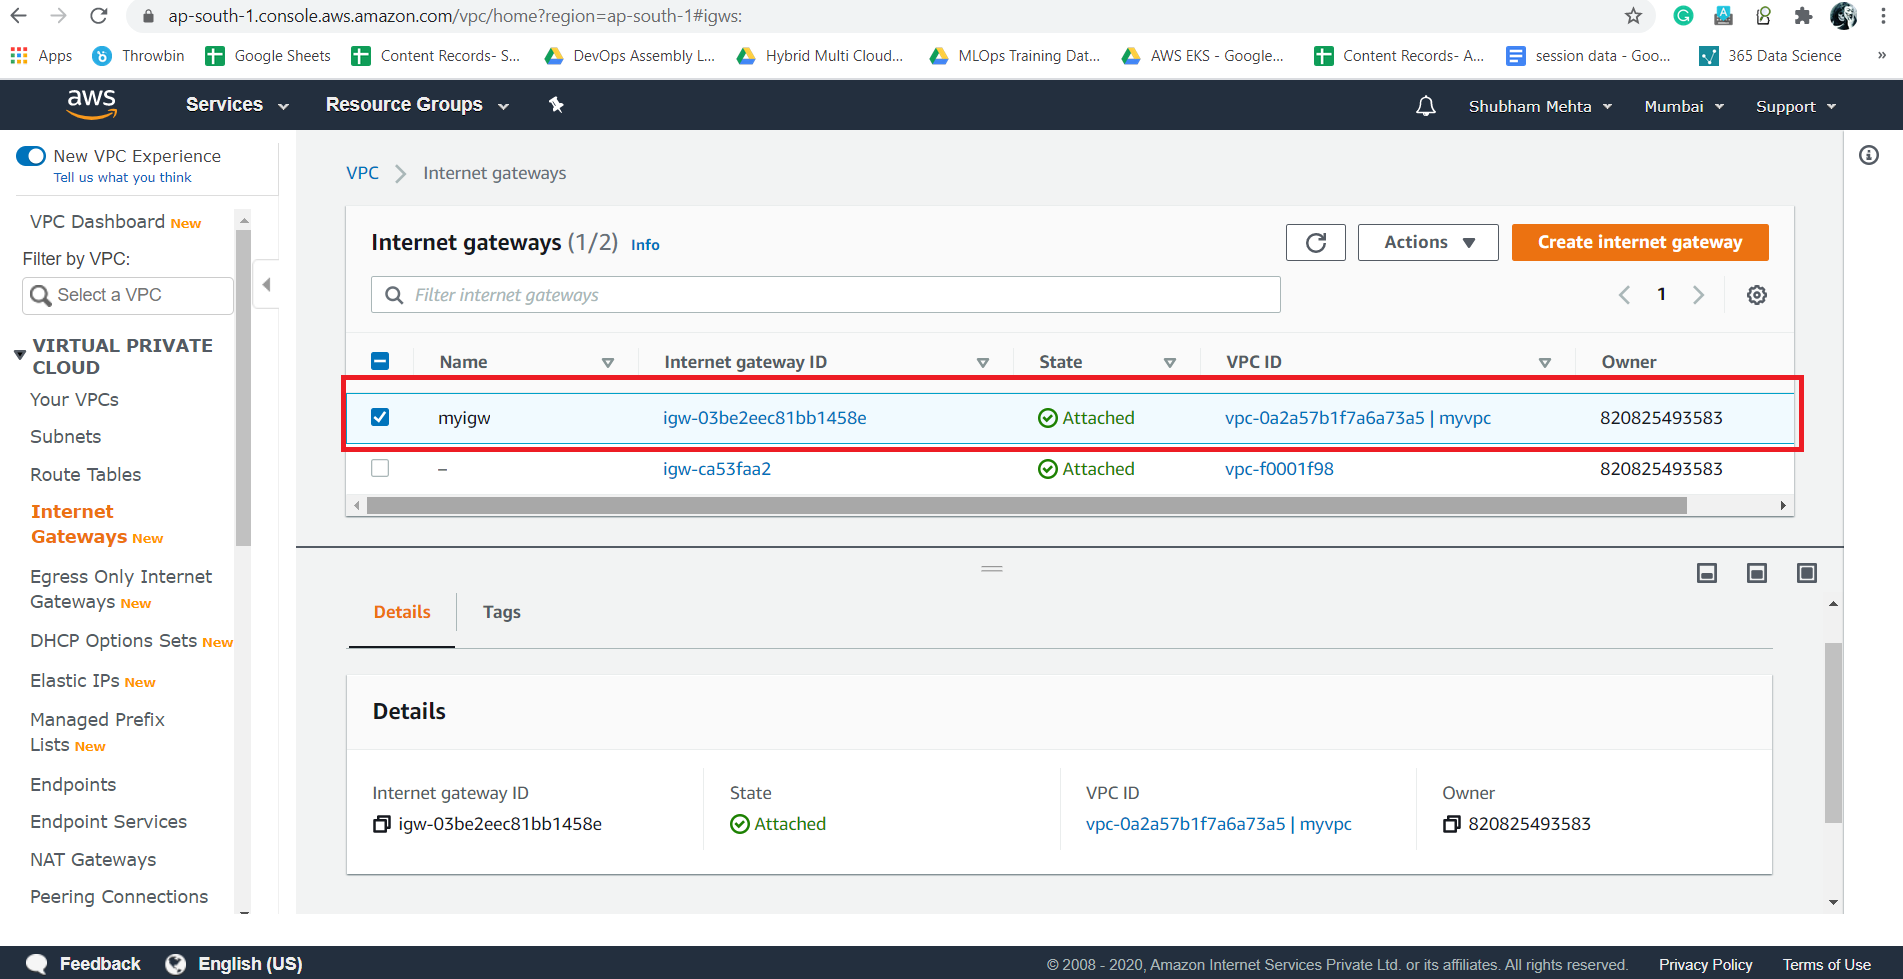 ap-south-1.console.aws.amazon.com/vpc/home?region=ap-south-1#igws:
Apps Throwbin Google Sheets Content Records- S... DevOps Assembly L... Hybrid Multi Cloud... MLOps Training Dat... AWS EKS - Google... Content Records- A... session data - Goo... 365 Data Science »
aws Services Resource Groups Shubham Mehta Mumbai Support
New VPC Experience
Tell us what you think
VPC Dashboard New
Filter by VPC:
Select a VPC
VIRTUAL PRIVATE
CLOUD
Your VPCs
Subnets
Route Tables
Internet
Gateways New
Egress Only Internet
Gateways New
DHCP Options Sets New
Elastic IPs New
Managed Prefix
Lists New
Endpoints
Endpoint Services
NAT Gateways
Peering Connections
VPC Internet gateways
Internet gateways (1/2) Info
Actions Create internet gateway
Filter internet gateways
1
Name Internet gateway ID State VPC ID Owner
myigw igw-03be2eec81bb1458e Attached vpc-0a2a57b1f7a6a73a5 | myvpc 820825493583
– igw-ca53faa2 Attached vpc-f0001f98 820825493583
Details Tags
Details
Internet gateway ID State VPC ID Owner
igw-03be2eec81bb1458e Attached vpc-0a2a57b1f7a6a73a5 | myvpc 820825493583
Feedback English (US) © 2008 - 2020, Amazon Internet Services Private Ltd. or its affiliates. All rights reserved. Privacy Policy Terms of Use